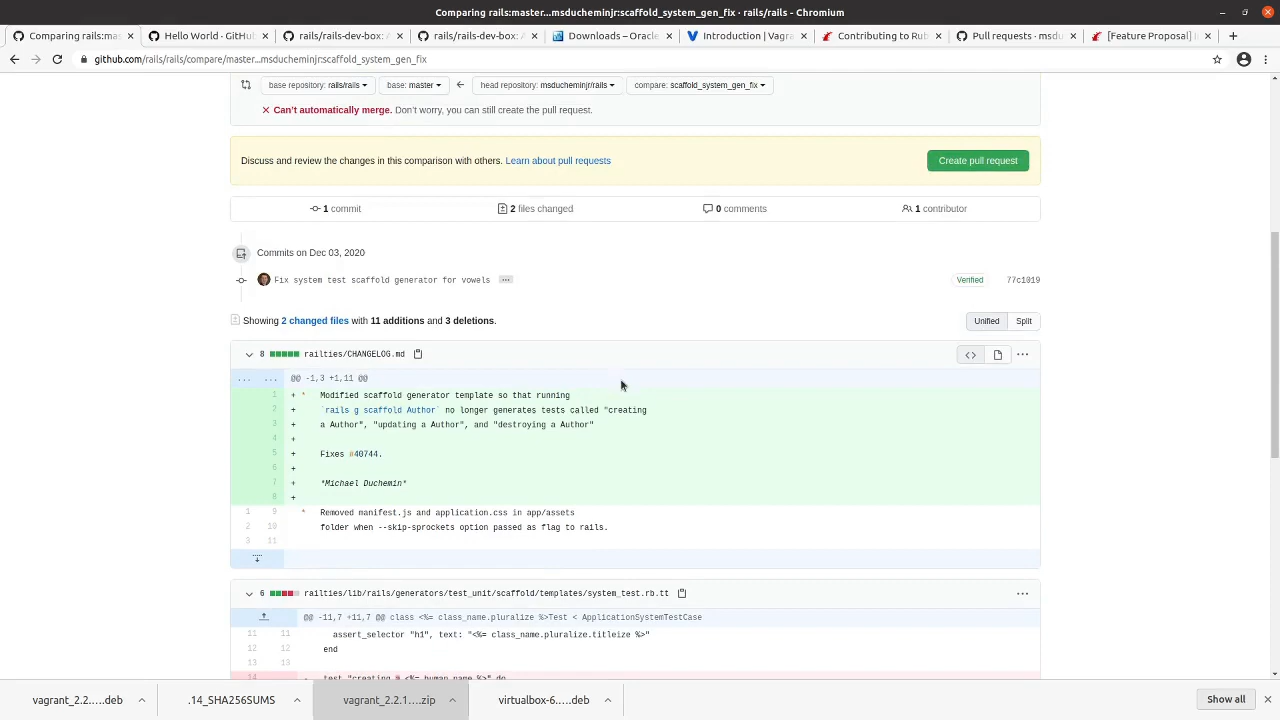 Comparing rails:master...msducheminjr:scaffold_system_gen_fix · rails/rails - Chromium
Comparing rails:mas
Hello World · GitHub
rails/rails-dev-box: A
rails/rails-dev-box: A
Downloads – Oracle
Introduction | Vagra
Contributing to Rub
Pull requests · msdu
[Feature Proposal] I
github.com/rails/rails/compare/master...msducheminjr:scaffold_system_gen_fix
base repository: rails/rails
base: master
head repository: msducheminjr/rails
compare: scaffold_system_gen_fix
Can't automatically merge. Don't worry, you can still create the pull request.
Discuss and review the changes in this comparison with others. Learn about pull requests
Create pull request
1 commit
2 files changed
0 comments
1 contributor
Commits on Dec 03, 2020
Fix system test scaffold generator for vowels
Verified
77c1019
Showing 2 changed files with 11 additions and 3 deletions.
Unified
Split
8 railties/CHANGELOG.md
... ... @@ -1,3 +1,11 @@
1 + * Modified scaffold generator template so that running
2 + `rails g scaffold Author` no longer generates tests called "creating
3 + a Author", "updating a Author", and "destroying a Author"
4 +
5 + Fixes #40744.
6 +
7 + *Michael Duchemin*
8 +
1 9 * Removed manifest.js and application.css in app/assets
2 10 folder when --skip-sprockets option passed as flag to rails.
3 11
6 railties/lib/rails/generators/test_unit/scaffold/templates/system_test.rb.tt
@@ -11,7 +11,7 @@ class <%= class_name.pluralize %>Test < ApplicationSystemTestCase
11 11 assert_selector "h1", text: "<%= class_name.pluralize.titleize %>"
12 12 end
13 13
14 - test "creating a <%= human_name %>" do
vagrant_2.2.....deb
.14_SHA256SUMS
vagrant_2.2.1....zip
virtualbox-6.....deb
Show all